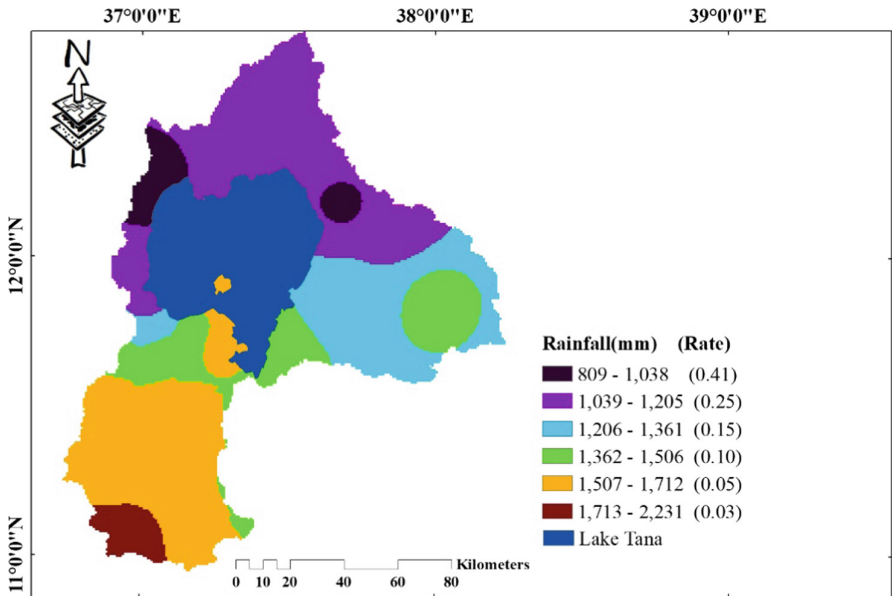 37°0'0"E 38°0'0"E 39°0'0"E
N
12°0'0"N
11°0'0"N
Rainfall(mm) (Rate)
809 - 1,038 (0.41)
1,039 - 1,205 (0.25)
1,206 - 1,361 (0.15)
1,362 - 1,506 (0.10)
1,507 - 1,712 (0.05)
1,713 - 2,231 (0.03)
Lake Tana
Kilometers
0 10 20 40 60 80